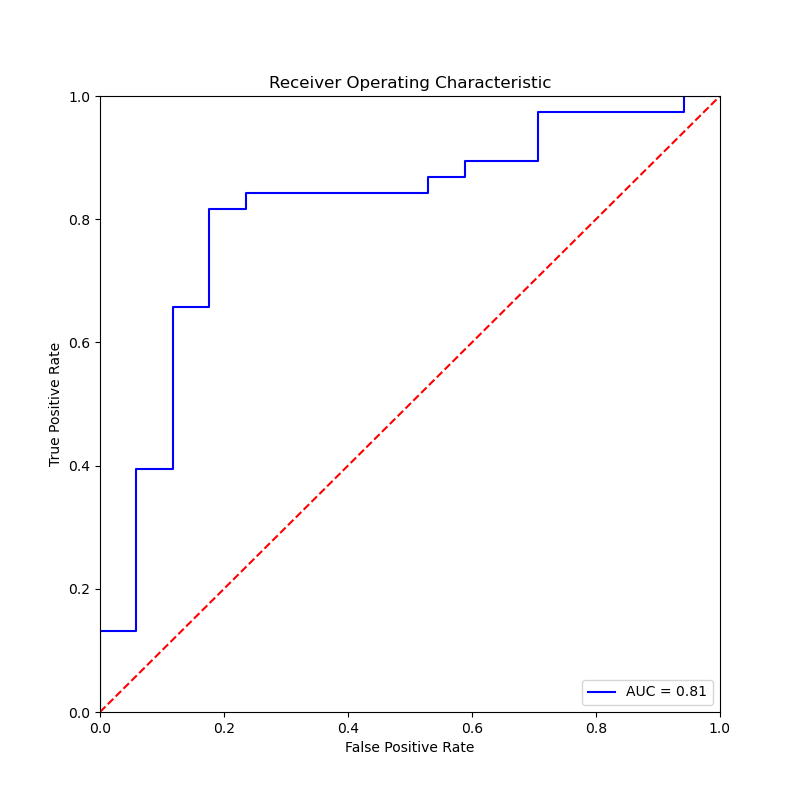 Receiver Operating Characteristic
True Positive Rate
1.0
0.8
0.6
0.4
0.2
0.0
0.0 0.2 0.4 0.6 0.8 1.0
False Positive Rate
AUC = 0.81